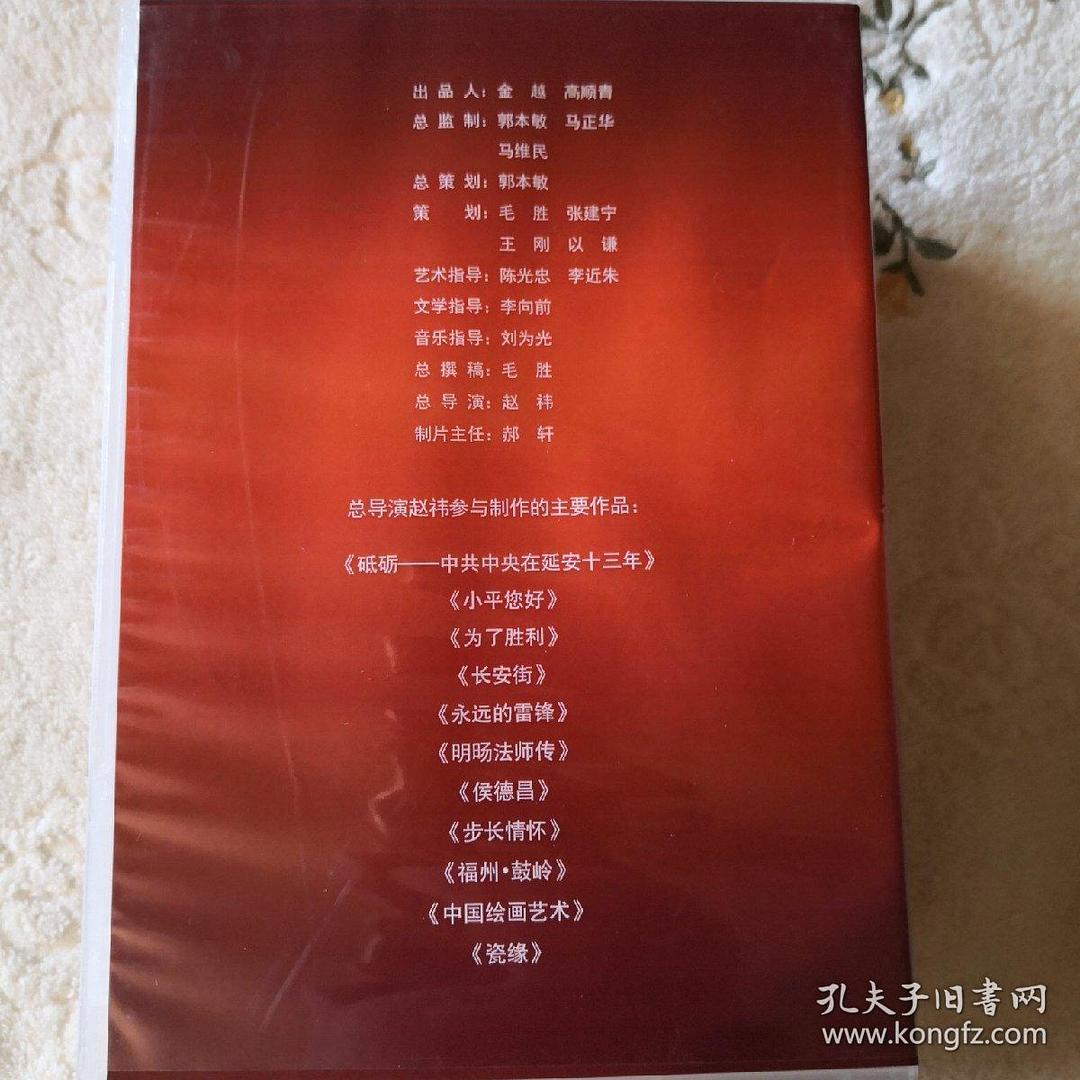 出品人：金 越 高顺青
总监制：郭本敏 马正华
马维民
总策划：郭本敏
策 划：毛 胜 张建宁
王 刚 以 谦
艺术指导：陈光忠 李近朱
文学指导：李向前
音乐指导：刘为光
总撰稿：毛 胜
总导演：赵 祎
制片主任：郝 轩
总导演赵祎参与制作的主要作品：
《砥砺——中共中央在延安十三年》
《小平您好》
《为了胜利》
《长安街》
《永远的雷锋》
《明旸法师传》
《侯德昌》
《步长情怀》
《福州·鼓岭》
《中国绘画艺术》
《瓷缘》
孔夫子旧書网
www.kongfz.com